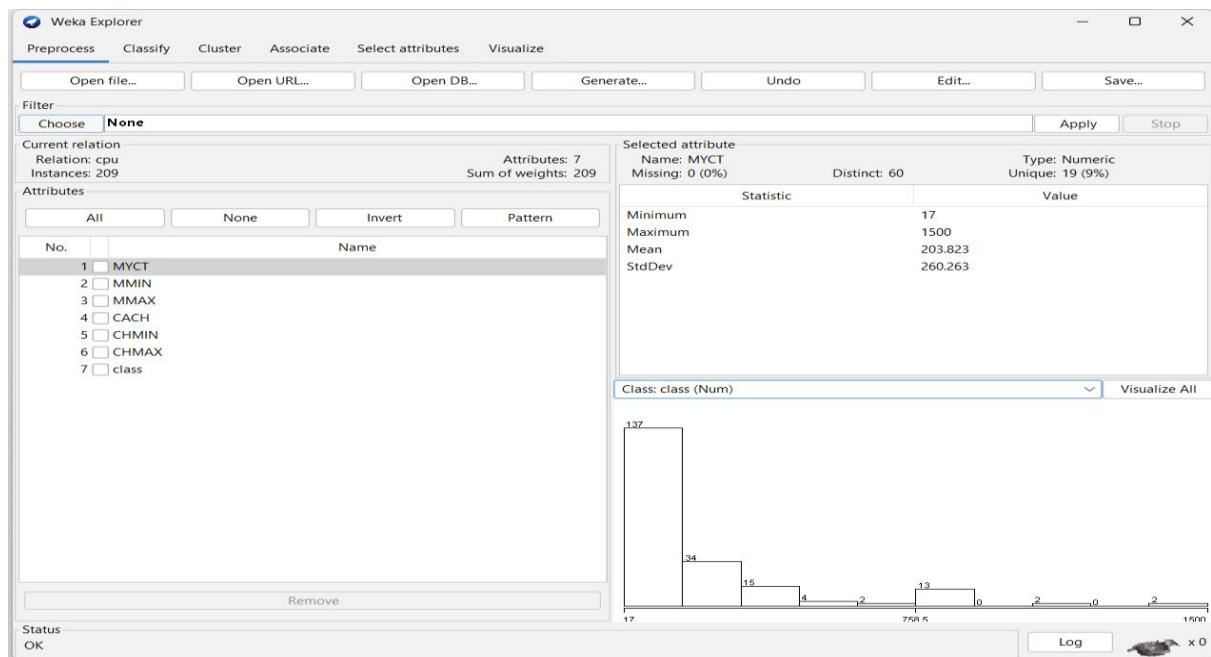 Weka Explorer
Preprocess Classify Cluster Associate Select attributes Visualize
Open file... Open URL... Open DB... Generate... Undo Edit... Save...
Filter
Choose None Apply Stop
Current relation
Relation: cpu Attributes: 7
Instances: 209 Sum of weights: 209
Attributes
All None Invert Pattern
No. Name
1 MYCT
2 MMIN
3 MMAX
4 CACH
5 CHMIN
6 CHMAX
7 class
Remove
Selected attribute
Name: MYCT Type: Numeric
Missing: 0 (0%) Distinct: 60 Unique: 19 (9%)
Statistic Value
Minimum 17
Maximum 1500
Mean 203.823
StdDev 260.263
Class: class (Num) Visualize All
137
34
15
4 2 13 0 2 0 2
17 758.5 1500
Status
OK Log x 0